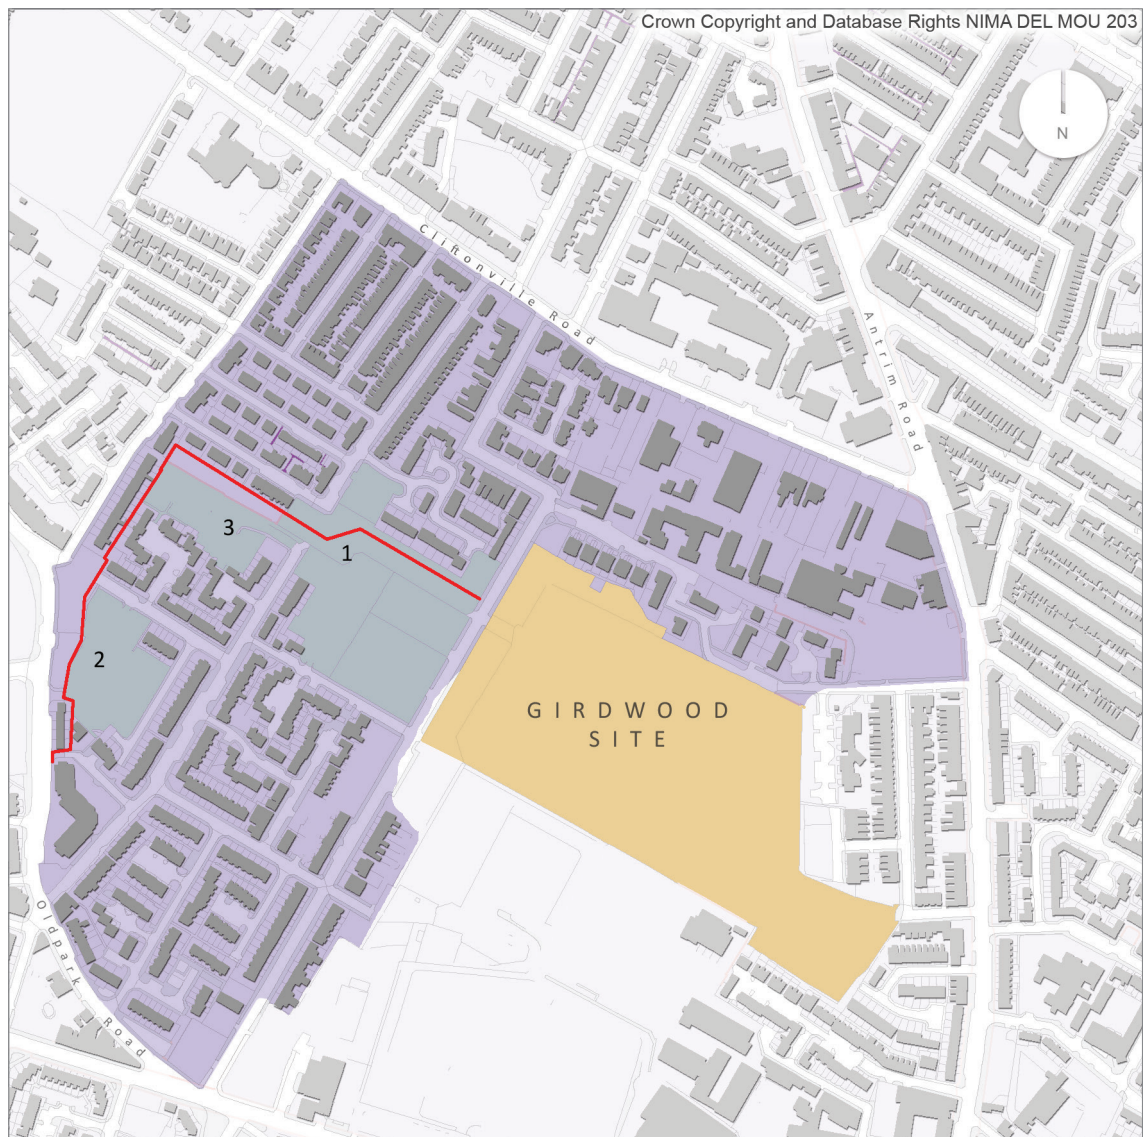 Crown Copyright and Database Rights NIMA DEL MOU 203
N
Cliftonville Road
Antrim Road
3
1
2
GIRDWOOD
SITE
Oldpark Road